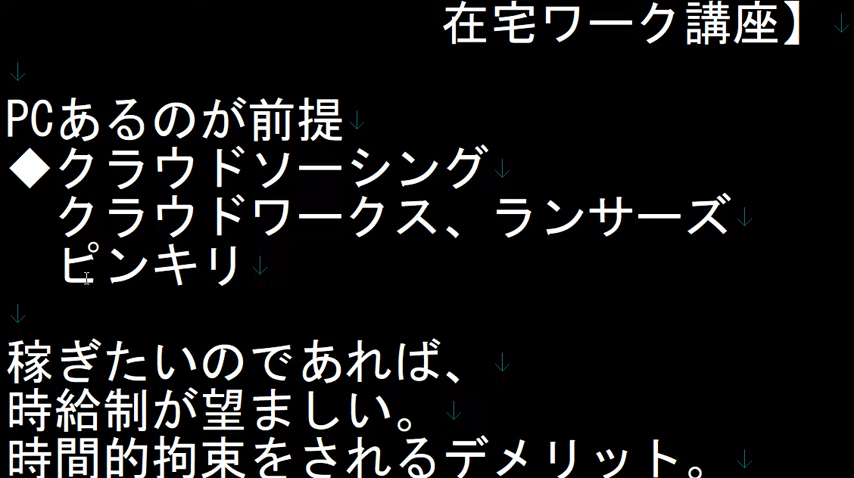 在宅ワーク講座】↓
↓
PCあるのが前提↓
◆クラウドソーシング↓
クラウドワークス、ランサーズ↓
ピンキリ↓
↓
稼ぎたいのであれば、↓
時給制が望ましい。↓
時間的拘束をされるデメリット。↓